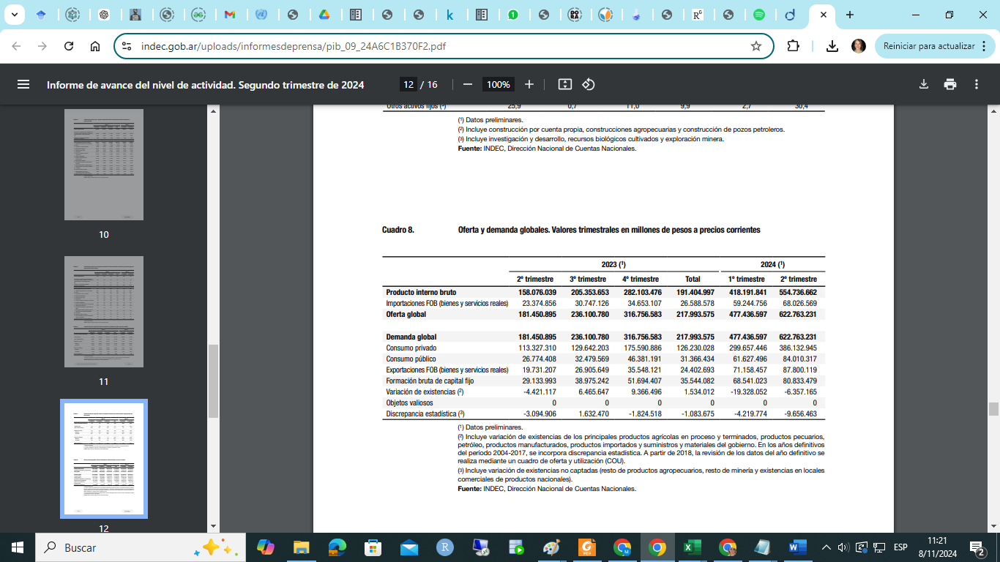 indec.gob.ar/uploads/informesdeprensa/pib_09_24A6C1B370F2.pdf
Reiniciar para actualizar
Informe de avance del nivel de actividad. Segundo trimestre de 2024
12 / 16
100%
10
11
12
Otros activos fijos (³) 25,9 0,7 11,0 9,9 2,7 30,4
(¹) Datos preliminares.
(²) Incluye construcción por cuenta propia, construcciones agropecuarias y construcción de pozos petroleros.
(³) Incluye investigación y desarrollo, recursos biológicos cultivados y exploración minera.
Fuente: INDEC, Dirección Nacional de Cuentas Nacionales.
Cuadro 8. Oferta y demanda globales. Valores trimestrales en millones de pesos a precios corrientes
2023 (¹) 2024 (¹)
2º trimestre 3º trimestre 4º trimestre Total 1º trimestre 2º trimestre
Producto interno bruto 158.076.039 205.353.653 282.103.476 191.404.997 418.191.841 554.736.662
Importaciones FOB (bienes y servicios reales) 23.374.856 30.747.126 34.653.107 26.588.578 59.244.756 68.026.569
Oferta global 181.450.895 236.100.780 316.756.583 217.993.575 477.436.597 622.763.231
Demanda global 181.450.895 236.100.780 316.756.583 217.993.575 477.436.597 622.763.231
Consumo privado 113.327.310 129.642.203 175.590.886 126.230.028 299.657.446 386.132.945
Consumo público 26.774.408 32.479.569 46.381.191 31.366.434 61.627.496 84.010.317
Exportaciones FOB (bienes y servicios reales) 19.731.207 26.905.649 35.548.121 24.402.693 71.158.457 87.800.119
Formación bruta de capital fijo 29.133.993 38.975.242 51.694.407 35.544.082 68.541.023 80.833.479
Variación de existencias (²) -4.421.117 6.465.647 9.366.496 1.534.012 -19.328.052 -6.357.165
Objetos valiosos 0 0 0 0 0 0
Discrepancia estadística (³) -3.094.906 1.632.470 -1.824.518 -1.083.675 -4.219.774 -9.656.463
(¹) Datos preliminares.
(²) Incluye variación de existencias de los principales productos agrícolas en proceso y terminados, productos pecuarios,
petróleo, productos manufacturados, productos importados y suministros y materiales del gobierno. En los años definitivos
del período 2004-2017, se incorpora discrepancia estadística. A partir de 2018, la revisión de los datos del año definitivo se
realiza mediante un cuadro de oferta y utilización (COU).
(³) Incluye variación de existencias no captadas (resto de productos agropecuarios, resto de minería y existencias en locales
comerciales de productos nacionales).
Fuente: INDEC, Dirección Nacional de Cuentas Nacionales.
Buscar
ESP
11:21
8/11/2024
2